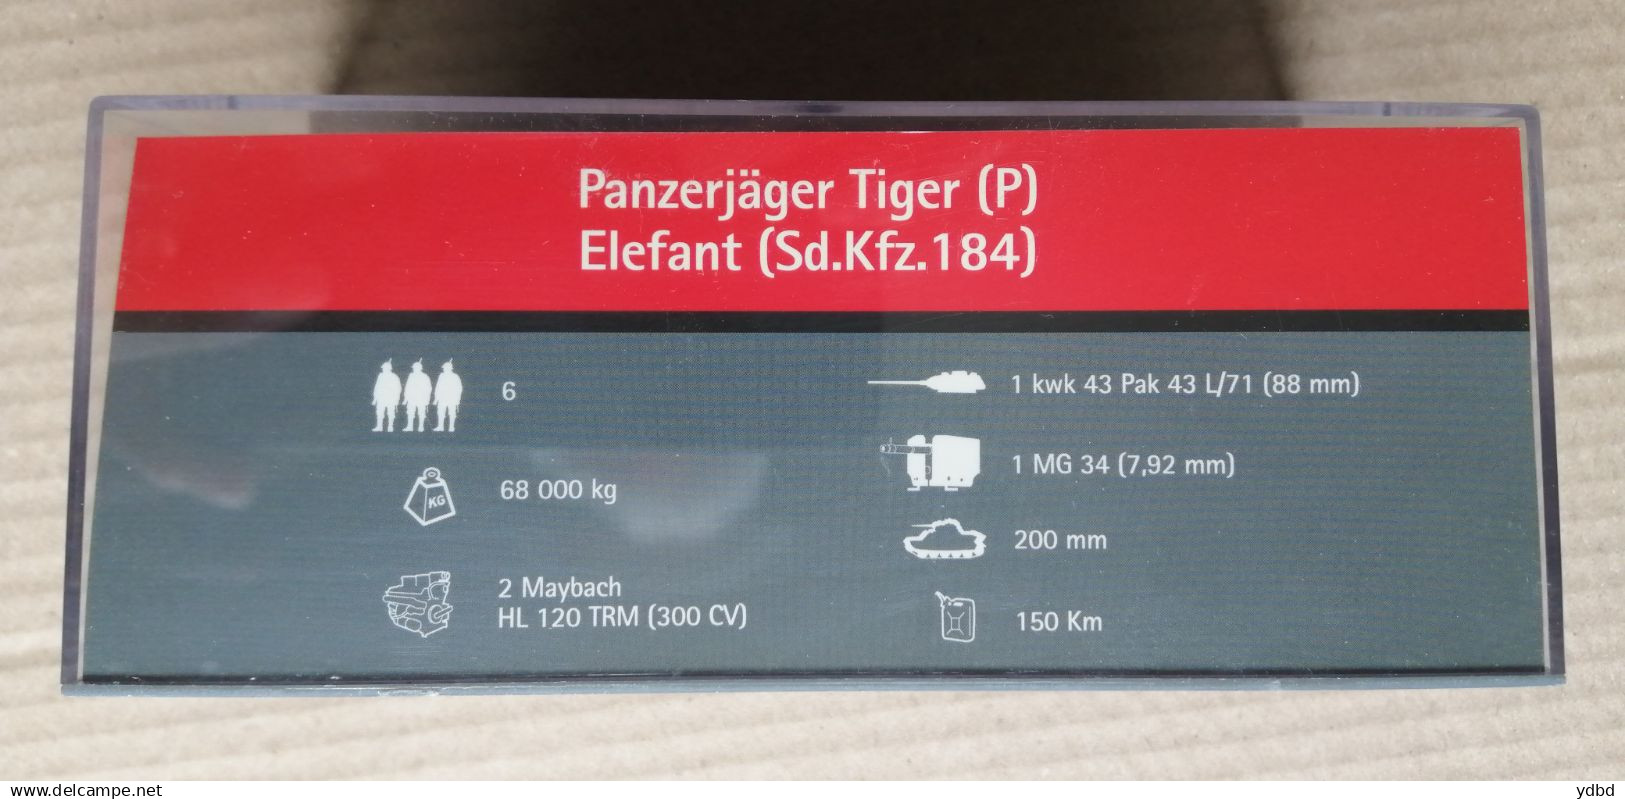 Panzerjäger Tiger (P)
Elefant (Sd.Kfz.184)
6
KG
68 000 kg
2 Maybach
HL 120 TRM (300 CV)
1 kwk 43 Pak 43 L/71 (88 mm)
1 MG 34 (7,92 mm)
200 mm
150 Km
Delcampe.net
ydbd